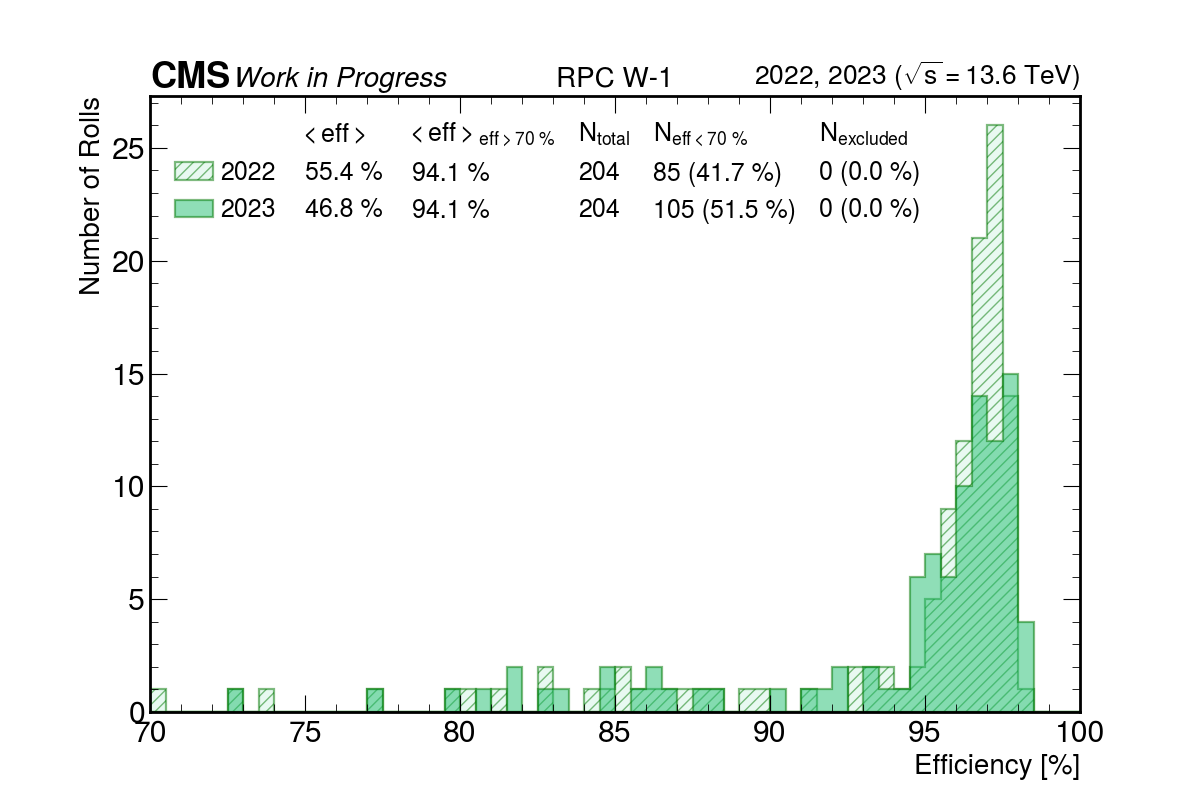 CMS Work in Progress RPC W-1 2022, 2023 (√s = 13.6 TeV)
Number of Rolls
< eff > < eff > eff > 70 % Ntotal Neff < 70 % Nexcluded
2022 55.4 % 94.1 % 204 85 (41.7 %) 0 (0.0 %)
2023 46.8 % 94.1 % 204 105 (51.5 %) 0 (0.0 %)
25
20
15
10
5
0
70 75 80 85 90 95 100
Efficiency [%]